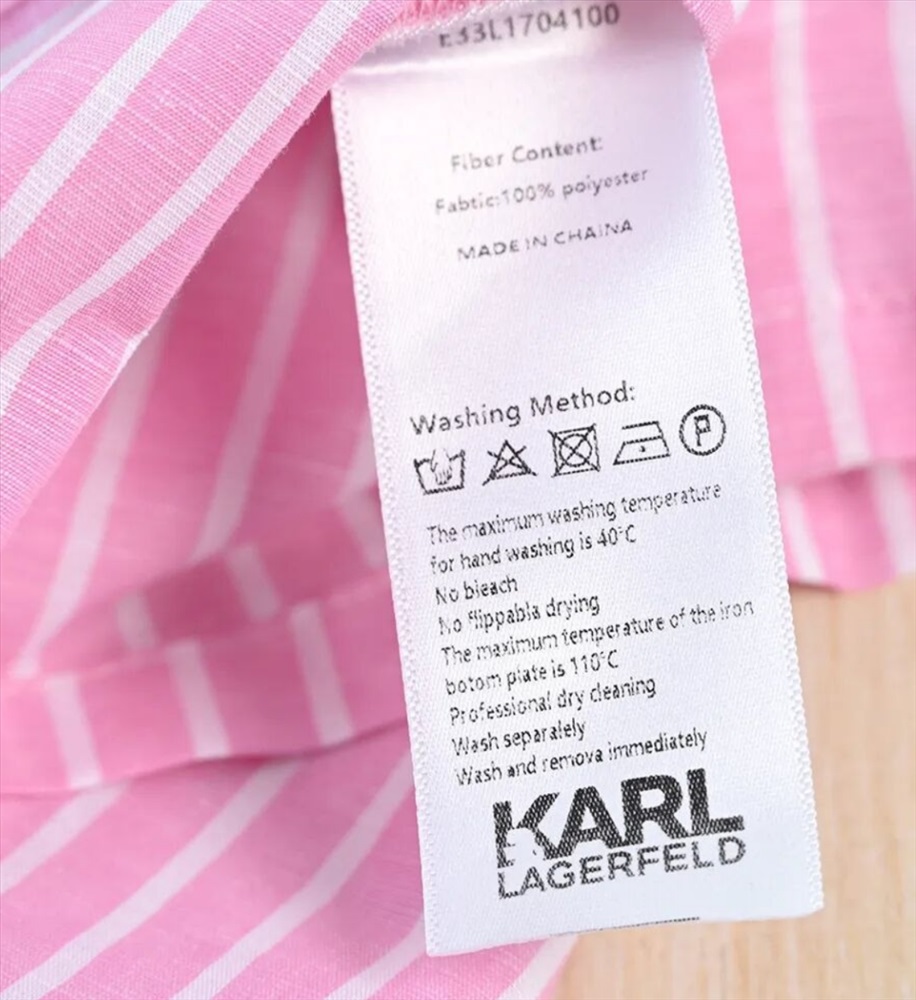 E33L1704100
Fiber Content:
Fabtic:100% poiyester
MADE IN CHAINA
Washing Method:
P
The maximum washing temperature
for hand washing is 40°C
No bleach
No flippabla drying
The maximum temperature of the iron
botom plate is 110°C
Professional dry cleaning
Wash separalely
Wash and remova immediately
KARL
LAGERFELD